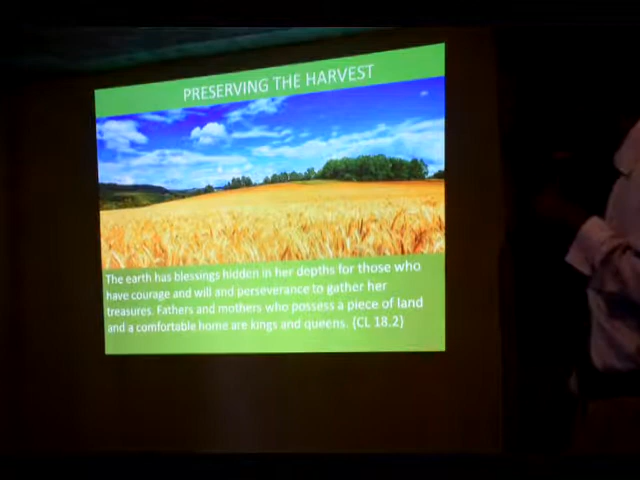 PRESERVING THE HARVEST
The earth has blessings hidden in her depths for those who
have courage and will and perseverance to gather her
treasures. Fathers and mothers who possess a piece of land
and a comfortable home are kings and queens. {CL 18.2}